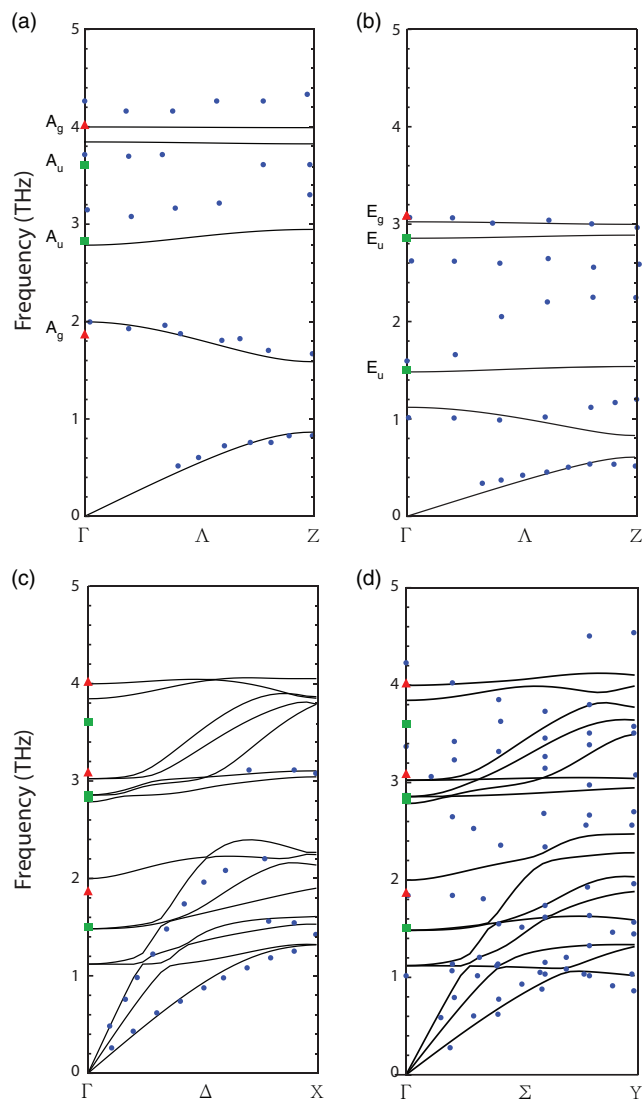 (a)
(b)
5
4
3
2
1
0
Frequency (THz)
A_g
A_u
A_u
A_g
Γ
Λ
Z
5
4
3
2
1
0
E_g
E_u
E_u
Γ
Λ
Z
(c)
(d)
5
4
3
2
1
0
Frequency (THz)
Γ
Δ
X
5
4
3
2
1
0
Γ
Σ
Y